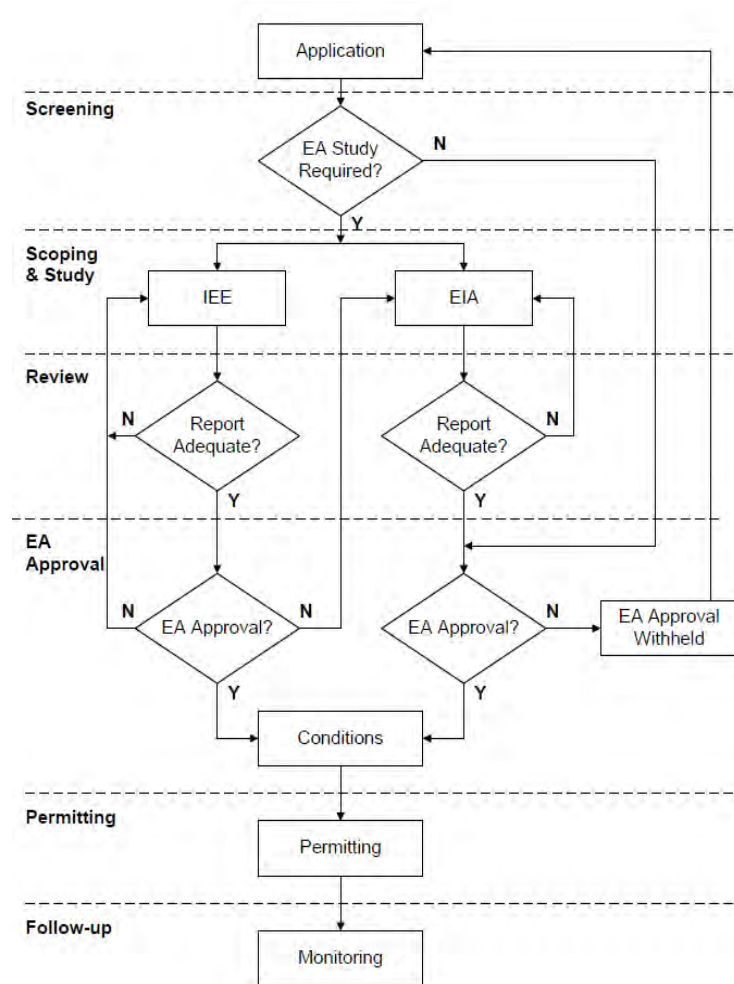 Application
Screening
EA Study
Required?
N
Y
Scoping
& Study
IEE
EIA
Review
N
Report
Adequate?
Report
Adequate?
N
Y
Y
EA
Approval
N
EA Approval?
N
EA Approval?
N
EA Approval
Withheld
Y
Y
Conditions
Permitting
Permitting
Follow-up
Monitoring